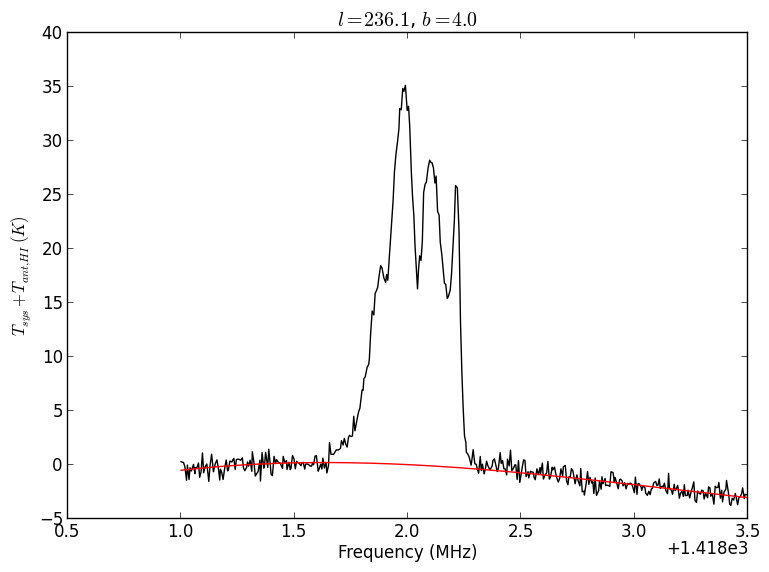 l = 236.1, b = 4.0
40
35
30
25
20
15
10
5
0
−5
T_sys + T_ant,HI (K)
0.5 1.0 1.5 2.0 2.5 3.0 3.5
Frequency (MHz)
+1.418e3